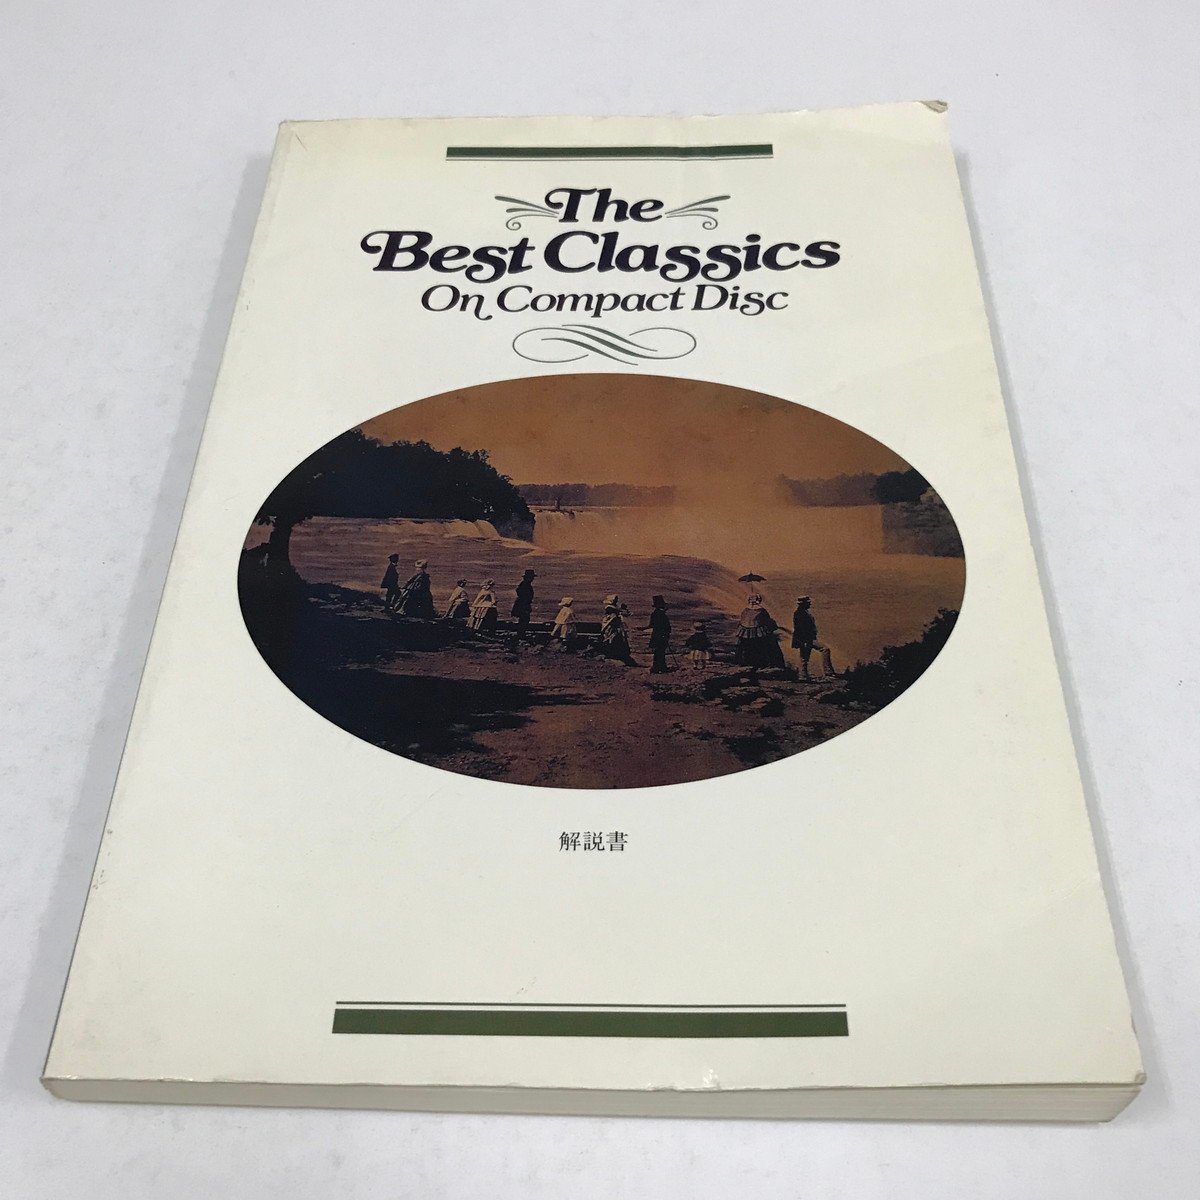 The
Best Classics
On Compact Disc
解説書